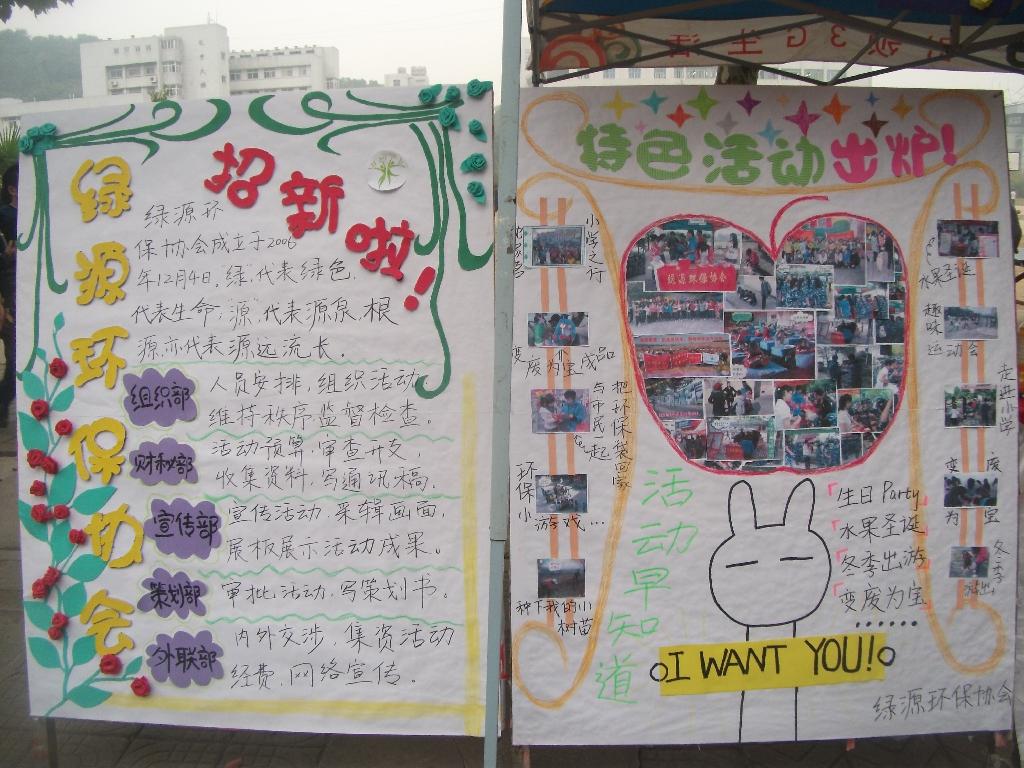 绿源环保协会
招新啦！
绿源环
保协会成立于2006
年12月4日，绿，代表绿色，
代表生命；"源"代表源泉，根
源，亦代表源远流长。
组织部
人员安排，组织活动，
维持秩序，监督检查。
财秘部
活动预算，审查开支，
收集资料，写通讯稿。
宣传部
宣传活动，采辑画面，
展板展示活动成果。
策划部
审批活动，写策划书。
外联部
内外交涉，集资活动
经费，网络宣传。
特色活动出炉！
小学之行
变废为宝成品
与市民一起
把环保袋回家
环保小游戏…
种下我的小
树苗
绿源环保协会
水果圣诞
趣味
运动会
走进小学
变废
为宝
冬季
出游
活动早知道
生日Party
水果圣诞
冬季出游
变废为宝
……
I WANT YOU!
绿源环保协会
3G生活